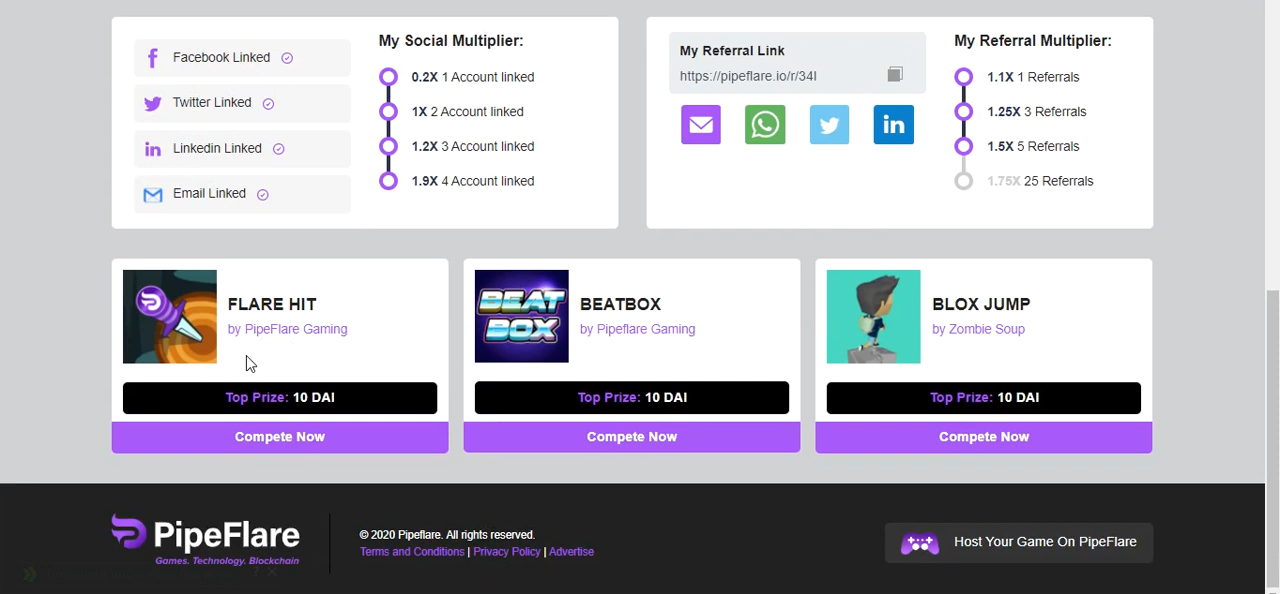 Facebook Linked
Twitter Linked
Linkedin Linked
Email Linked
My Social Multiplier:
0.2X 1 Account linked
1X 2 Account linked
1.2X 3 Account linked
1.9X 4 Account linked
My Referral Link
https://pipeflare.io/r/34I
My Referral Multiplier:
1.1X 1 Referrals
1.25X 3 Referrals
1.5X 5 Referrals
1.75X 25 Referrals
FLARE HIT
by PipeFlare Gaming
Top Prize: 10 DAI
Compete Now
BEAT
BOX
BEATBOX
by Pipeflare Gaming
Top Prize: 10 DAI
Compete Now
BLOX JUMP
by Zombie Soup
Top Prize: 10 DAI
Compete Now
PipeFlare
Games. Technology. Blockchain
© 2020 Pipeflare. All rights reserved.
Terms and Conditions | Privacy Policy | Advertise
Host Your Game On PipeFlare